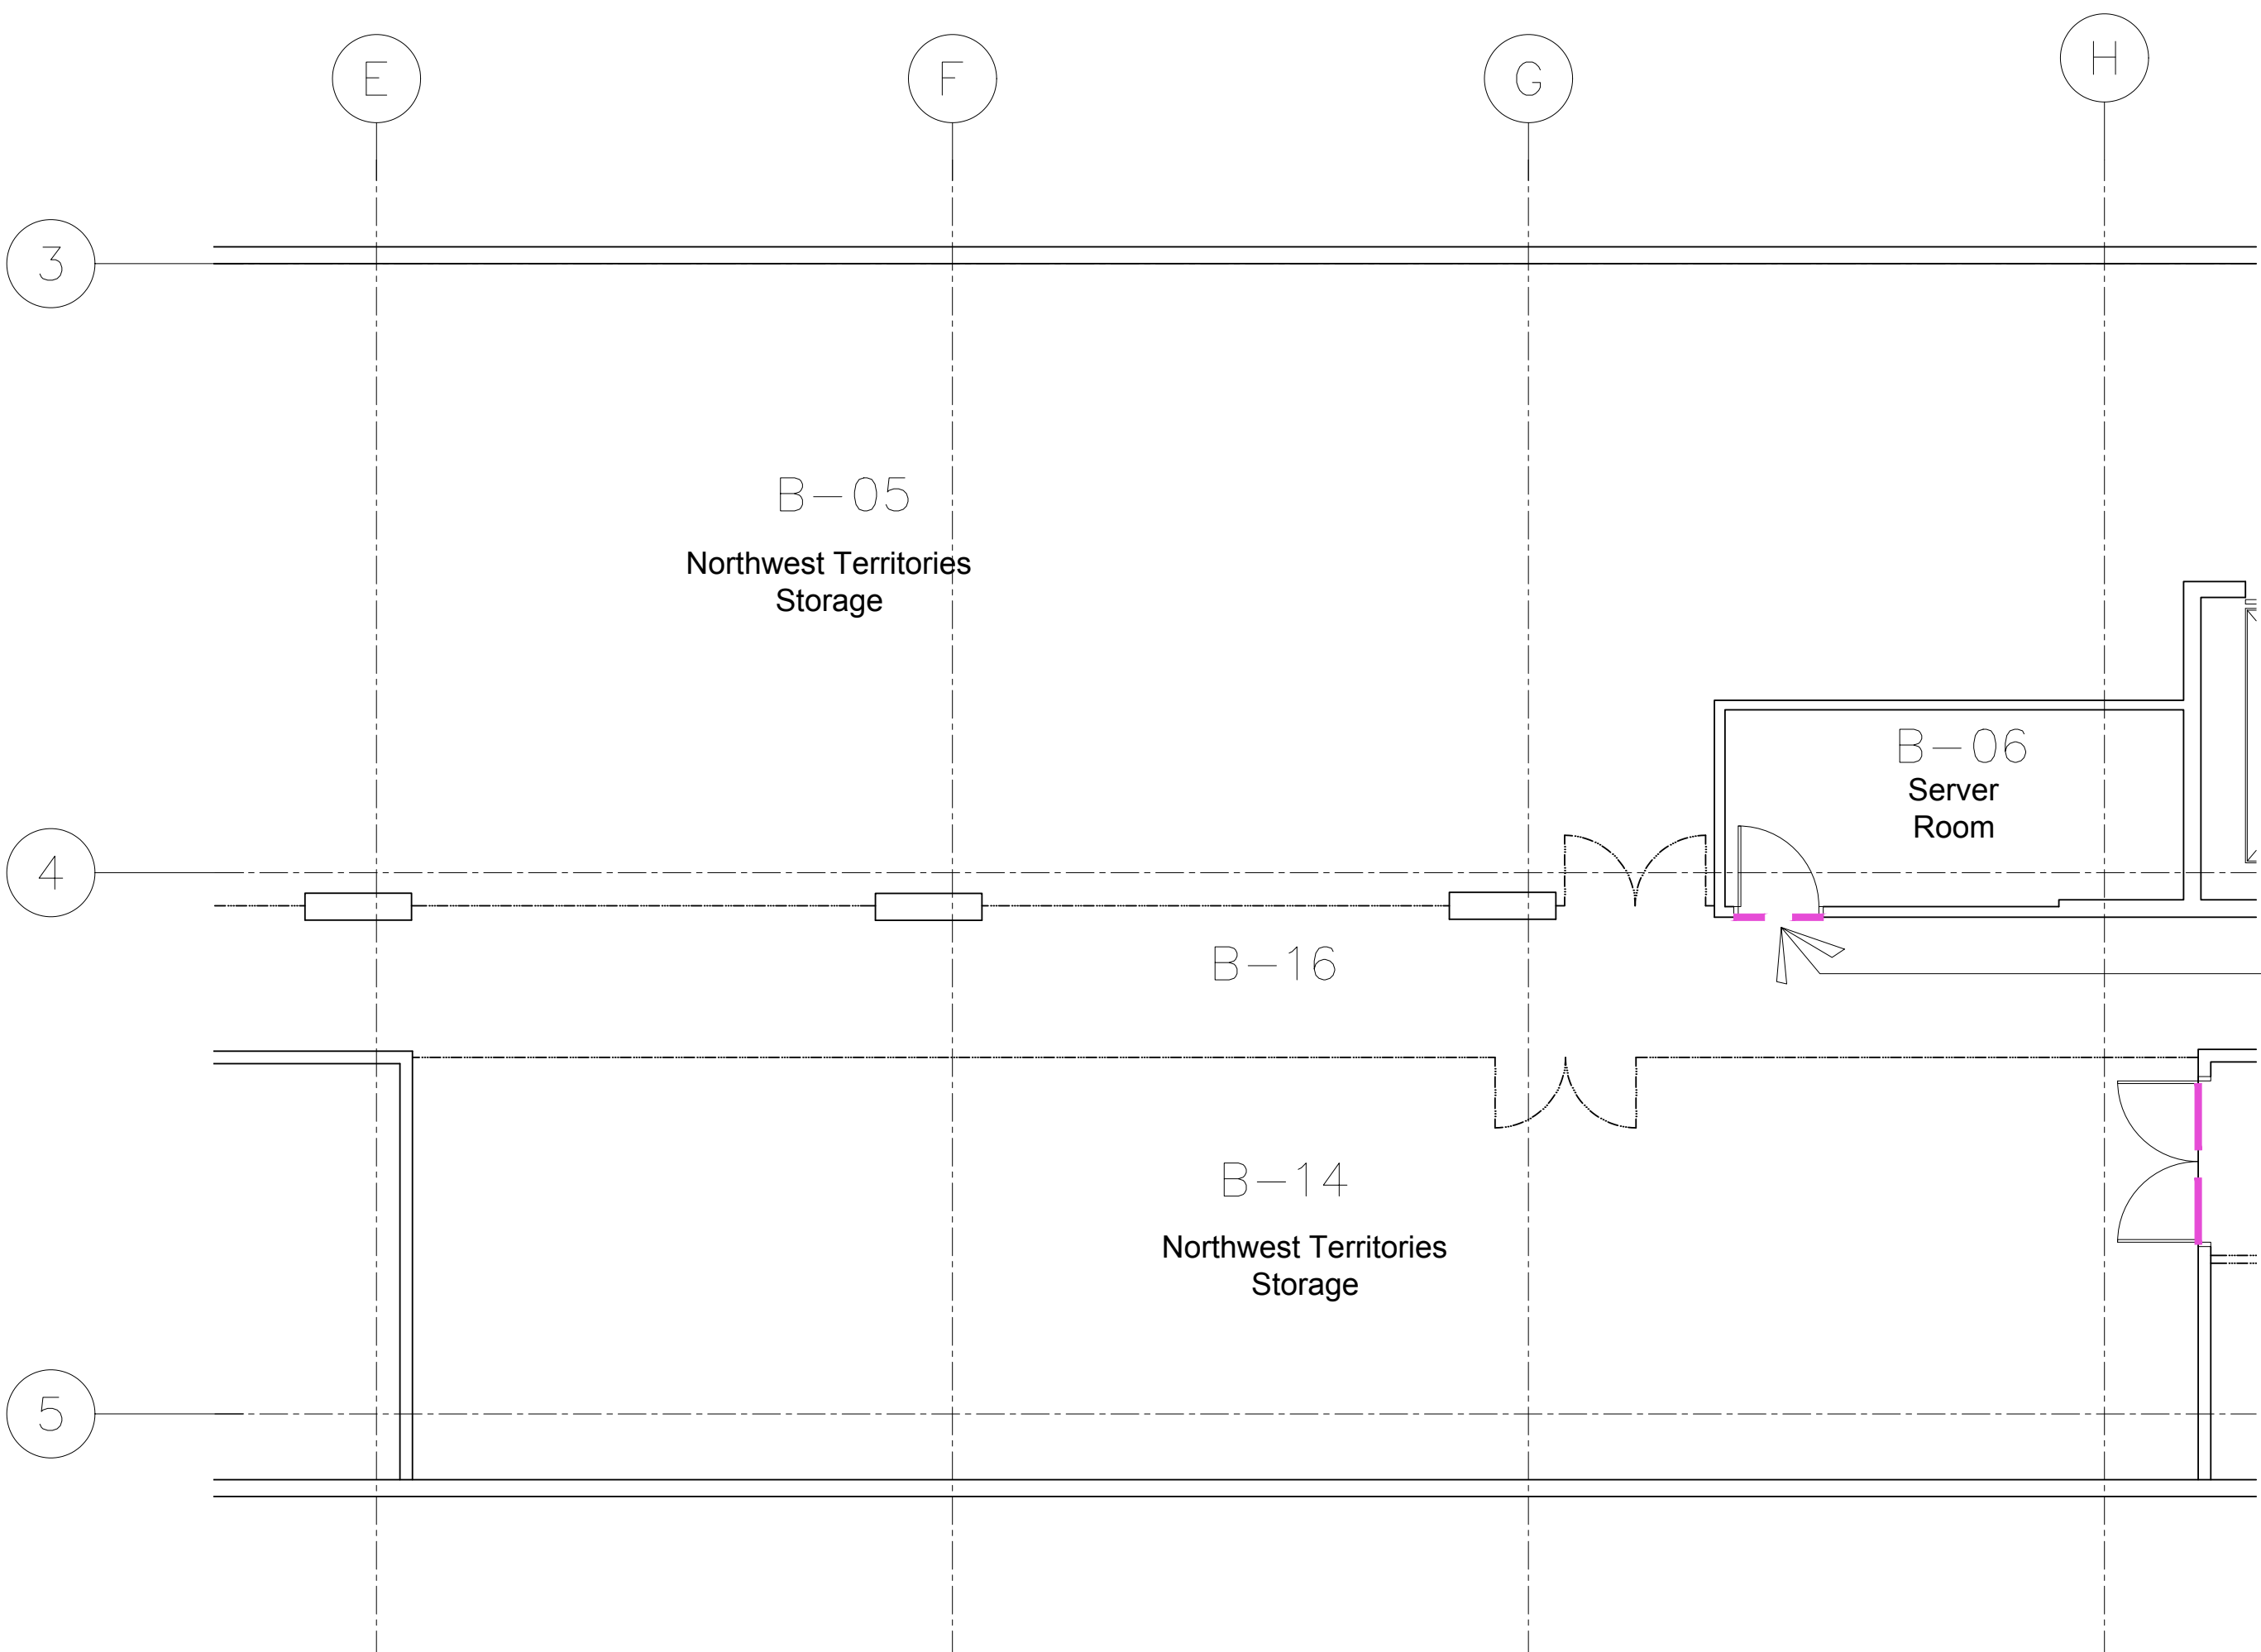 E
F
G
H
3
B-05
Northwest Territories
Storage
B-06
Server
Room
4
B-16
B-14
Northwest Territories
Storage
5